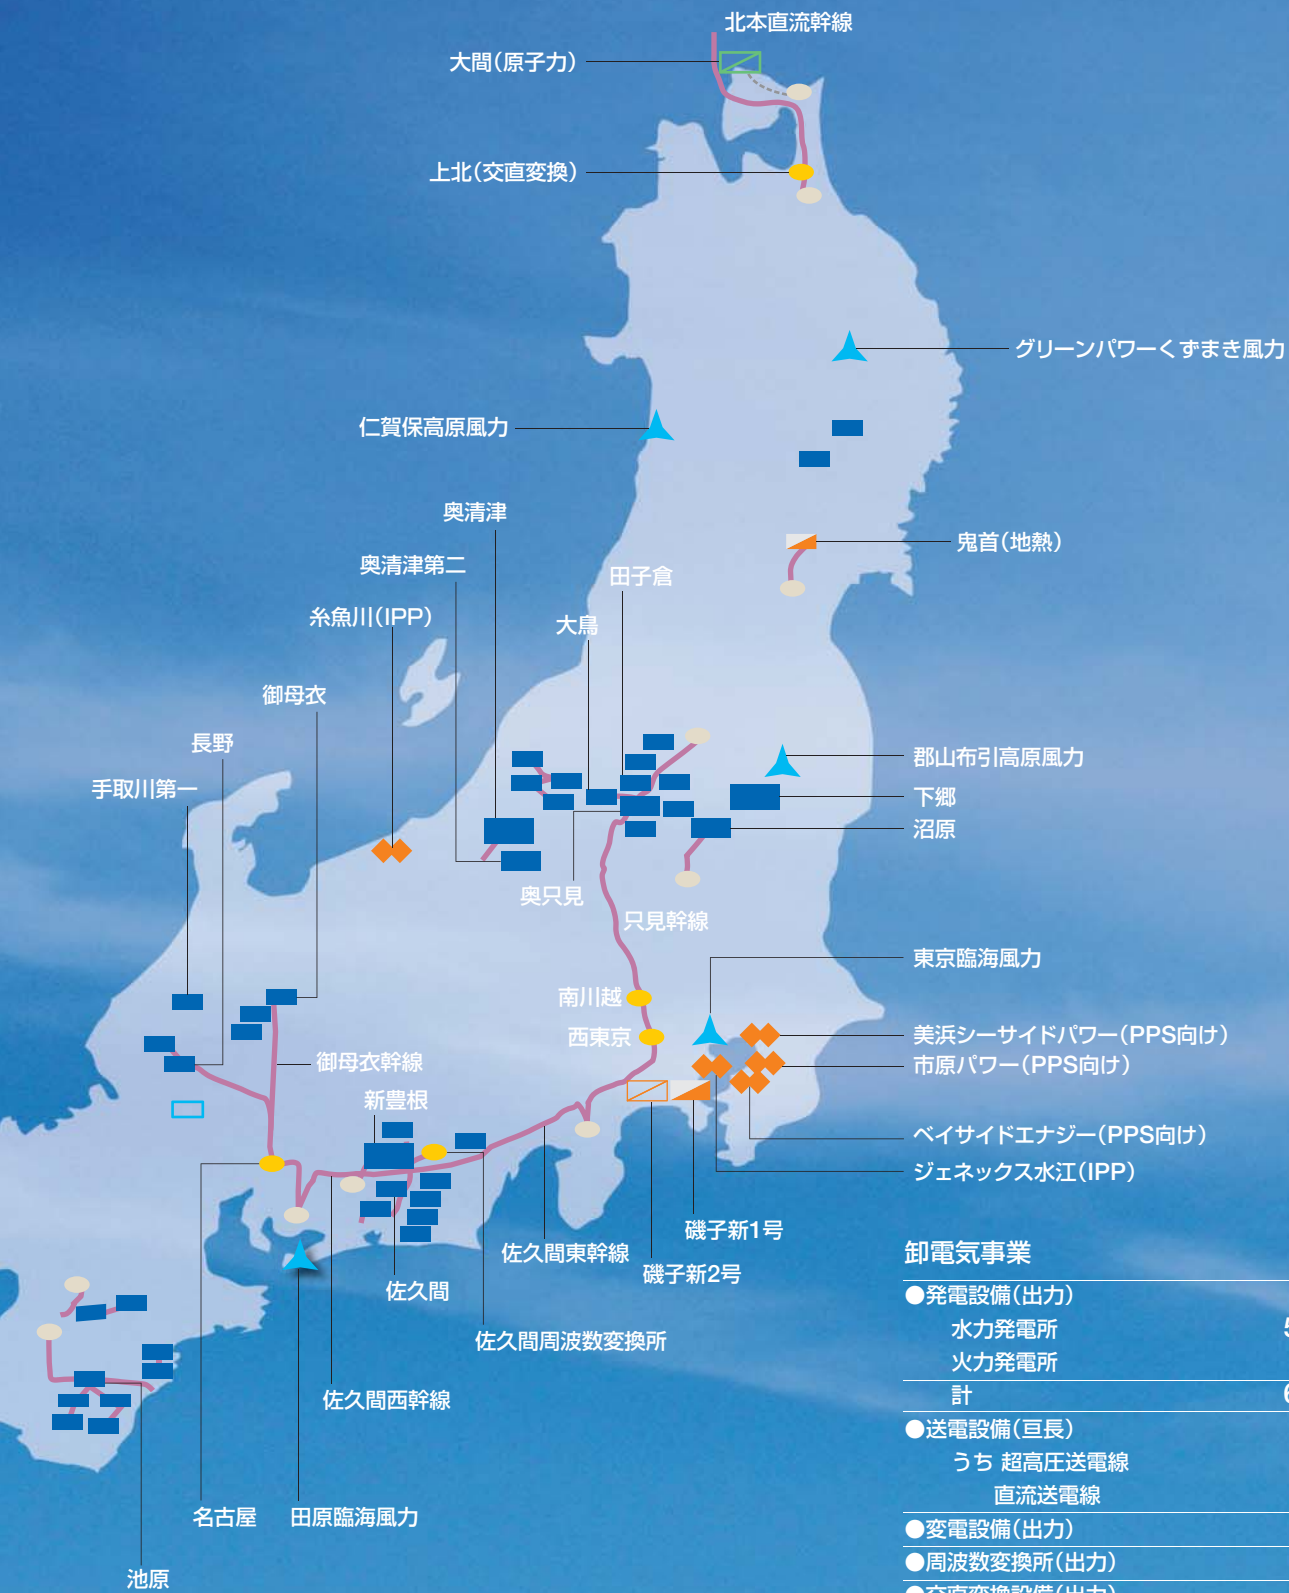 北本直流幹線
大間(原子力)
上北(交直変換)
グリーンパワーくずまき風力
仁賀保高原風力
奥清津
鬼首(地熱)
奥清津第二
田子倉
糸魚川(IPP)
大鳥
御母衣
長野
郡山布引高原風力
手取川第一
下郷
沼原
奥只見
只見幹線
東京臨海風力
南川越
西東京
美浜シーサイドパワー(PPS向け)
市原パワー(PPS向け)
御母衣幹線
新豊根
ベイサイドエナジー(PPS向け)
ジェネックス水江(IPP)
磯子新1号
佐久間東幹線
磯子新2号
佐久間
佐久間周波数変換所
佐久間西幹線
名古屋
田原臨海風力
池原
卸電気事業
●発電設備(出力)
水力発電所
火力発電所
計
●送電設備(亘長)
うち 超高圧送電線
直流送電線
●変電設備(出力)
●周波数変換所(出力)
●交直変換設備(出力)